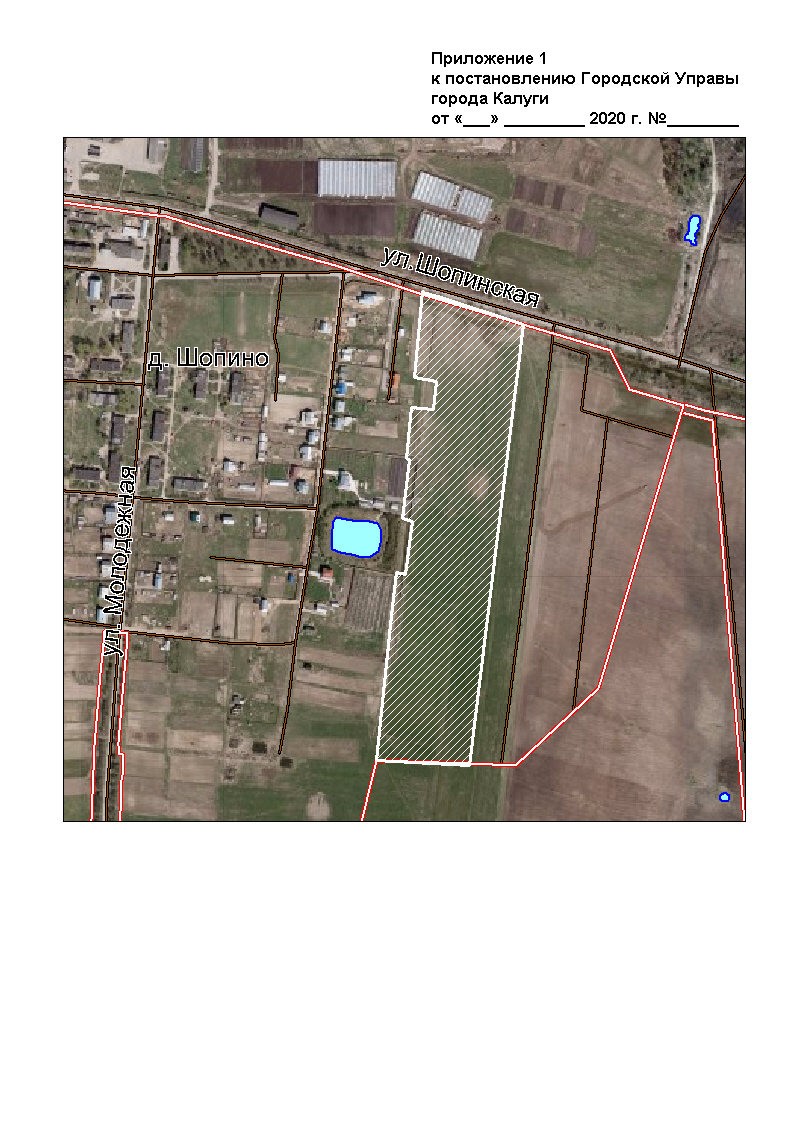 Приложение 1
к постановлению Городской Управы
города Калуги
от «___» _________ 2020 г. №________
ул. Шопинская
д. Шопино
ул. Молодежная